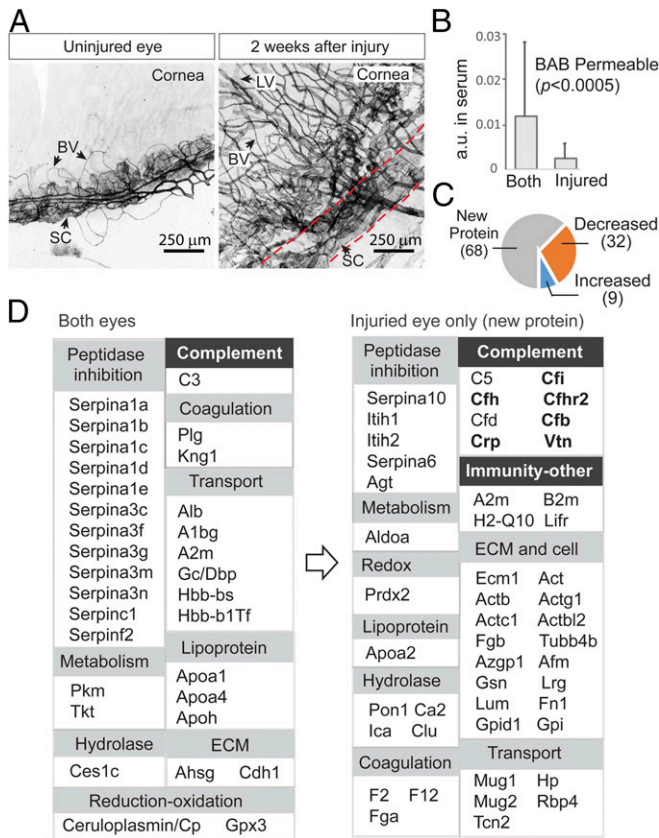 A
Uninjured eye
2 weeks after injury
Cornea
BV
SC
250 µm
LV
Cornea
BV
SC
250 µm
B
a.u. in serum
0.03
0.02
0.01
0
BAB Permeable
(p<0.0005)
Both
Injured
C
New
Protein
(68)
Decreased
(32)
Increased
(9)
D
Both eyes
Peptidase
inhibition
Serpina1a
Serpina1b
Serpina1c
Serpina1d
Serpina1e
Serpina3c
Serpina3f
Serpina3g
Serpina3m
Serpina3n
Serpinc1
Serpinf2
Metabolism
Pkm
Tkt
Hydrolase
Ces1c
Complement
C3
Coagulation
Plg
Kng1
Transport
Alb
A1bg
A2m
Gc/Dbp
Hbb-bs
Hbb-b1Tf
Lipoprotein
Apoa1
Apoa4
Apoh
ECM
Ahsg Cdh1
Reduction-oxidation
Ceruloplasmin/Cp Gpx3
Injuried eye only (new protein)
Peptidase
inhibition
Serpina10
Itih1
Itih2
Serpina6
Agt
Metabolism
Aldoa
Redox
Prdx2
Lipoprotein
Apoa2
Hydrolase
Pon1 Ca2
Ica Clu
Coagulation
F2 F12
Fga
Complement
C5 Cfi
Cfh Cfhr2
Cfd Cfb
Crp Vtn
Immunity-other
A2m B2m
H2-Q10 Lifr
ECM and cell
Ecm1 Act
Actb Actg1
Actc1 Actbl2
Fgb Tubb4b
Azgp1 Afm
Gsn Lrg
Lum Fn1
Gpid1 Gpi
Transport
Mug1 Hp
Mug2 Rbp4
Tcn2